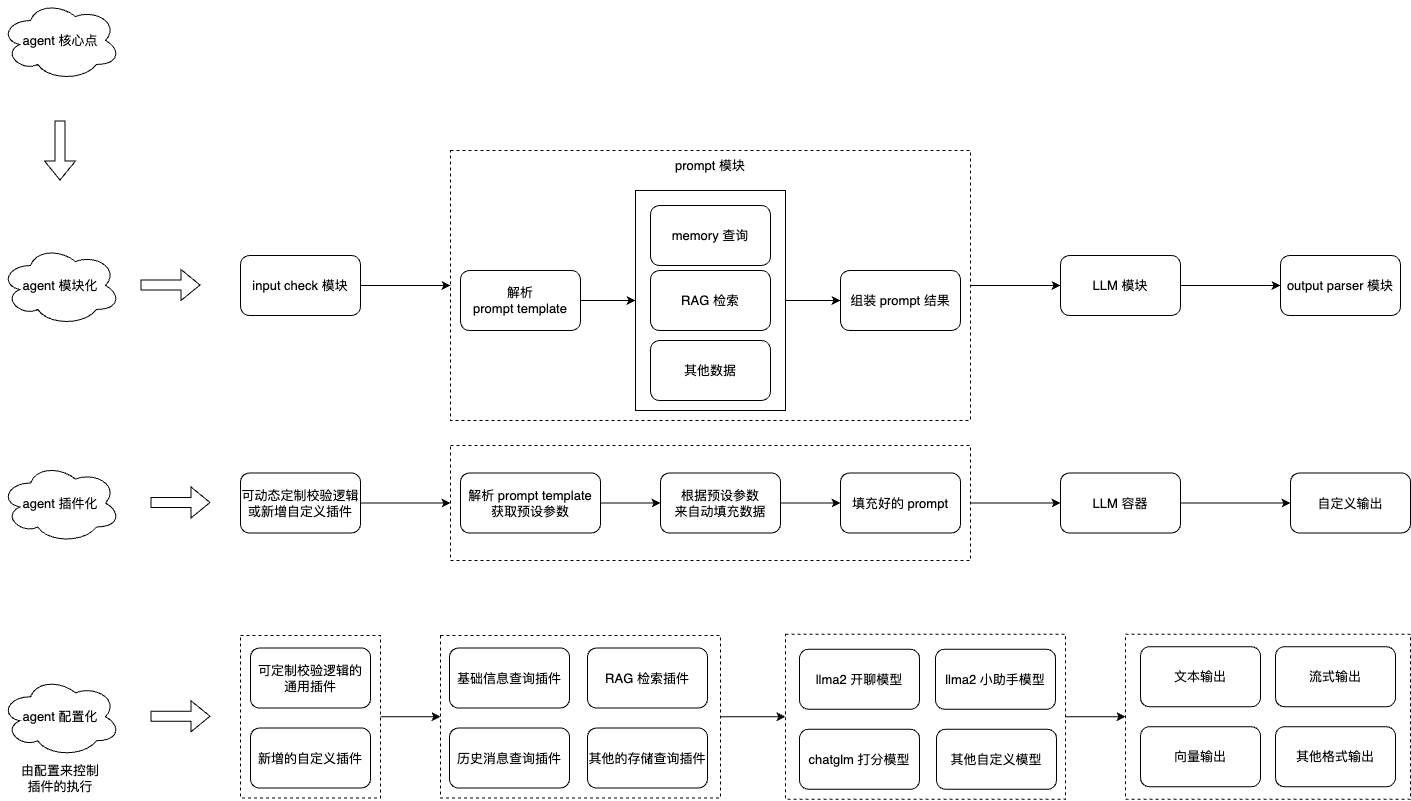 agent 核心点
agent 模块化
input check 模块
prompt 模块
解析
prompt template
memory 查询
RAG 检索
其他数据
组装 prompt 结果
LLM 模块
output parser 模块
agent 插件化
可动态定制校验逻辑
或新增自定义插件
解析 prompt template
获取预设参数
根据预设参数
来自动填充数据
填充好的 prompt
LLM 容器
自定义输出
agent 配置化
由配置来控制
插件的执行
可定制校验逻辑的
通用插件
新增的自定义插件
基础信息查询插件
RAG 检索插件
历史消息查询插件
其他的存储查询插件
llma2 开聊模型
llma2 小助手模型
chatglm 打分模型
其他自定义模型
文本输出
流式输出
向量输出
其他格式输出